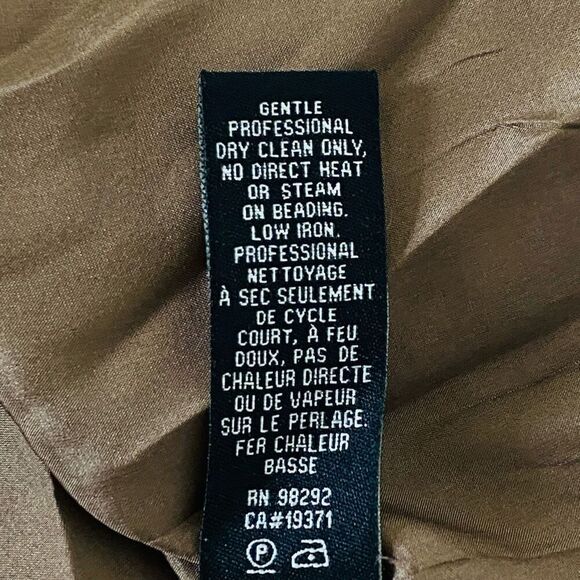 GENTLE
PROFESSIONAL
DRY CLEAN ONLY,
NO DIRECT HEAT
OR STEAM
ON BEADING.
LOW IRON.
PROFESSIONAL
NETTOYAGE
À SEC SEULEMENT
DE CYCLE
COURT, À FEU
DOUX, PAS DE
CHALEUR DIRECTE
OU DE VAPEUR
SUR LE PERLAGE.
FER CHALEUR
BASSE
RN 98292
CA#19371
P